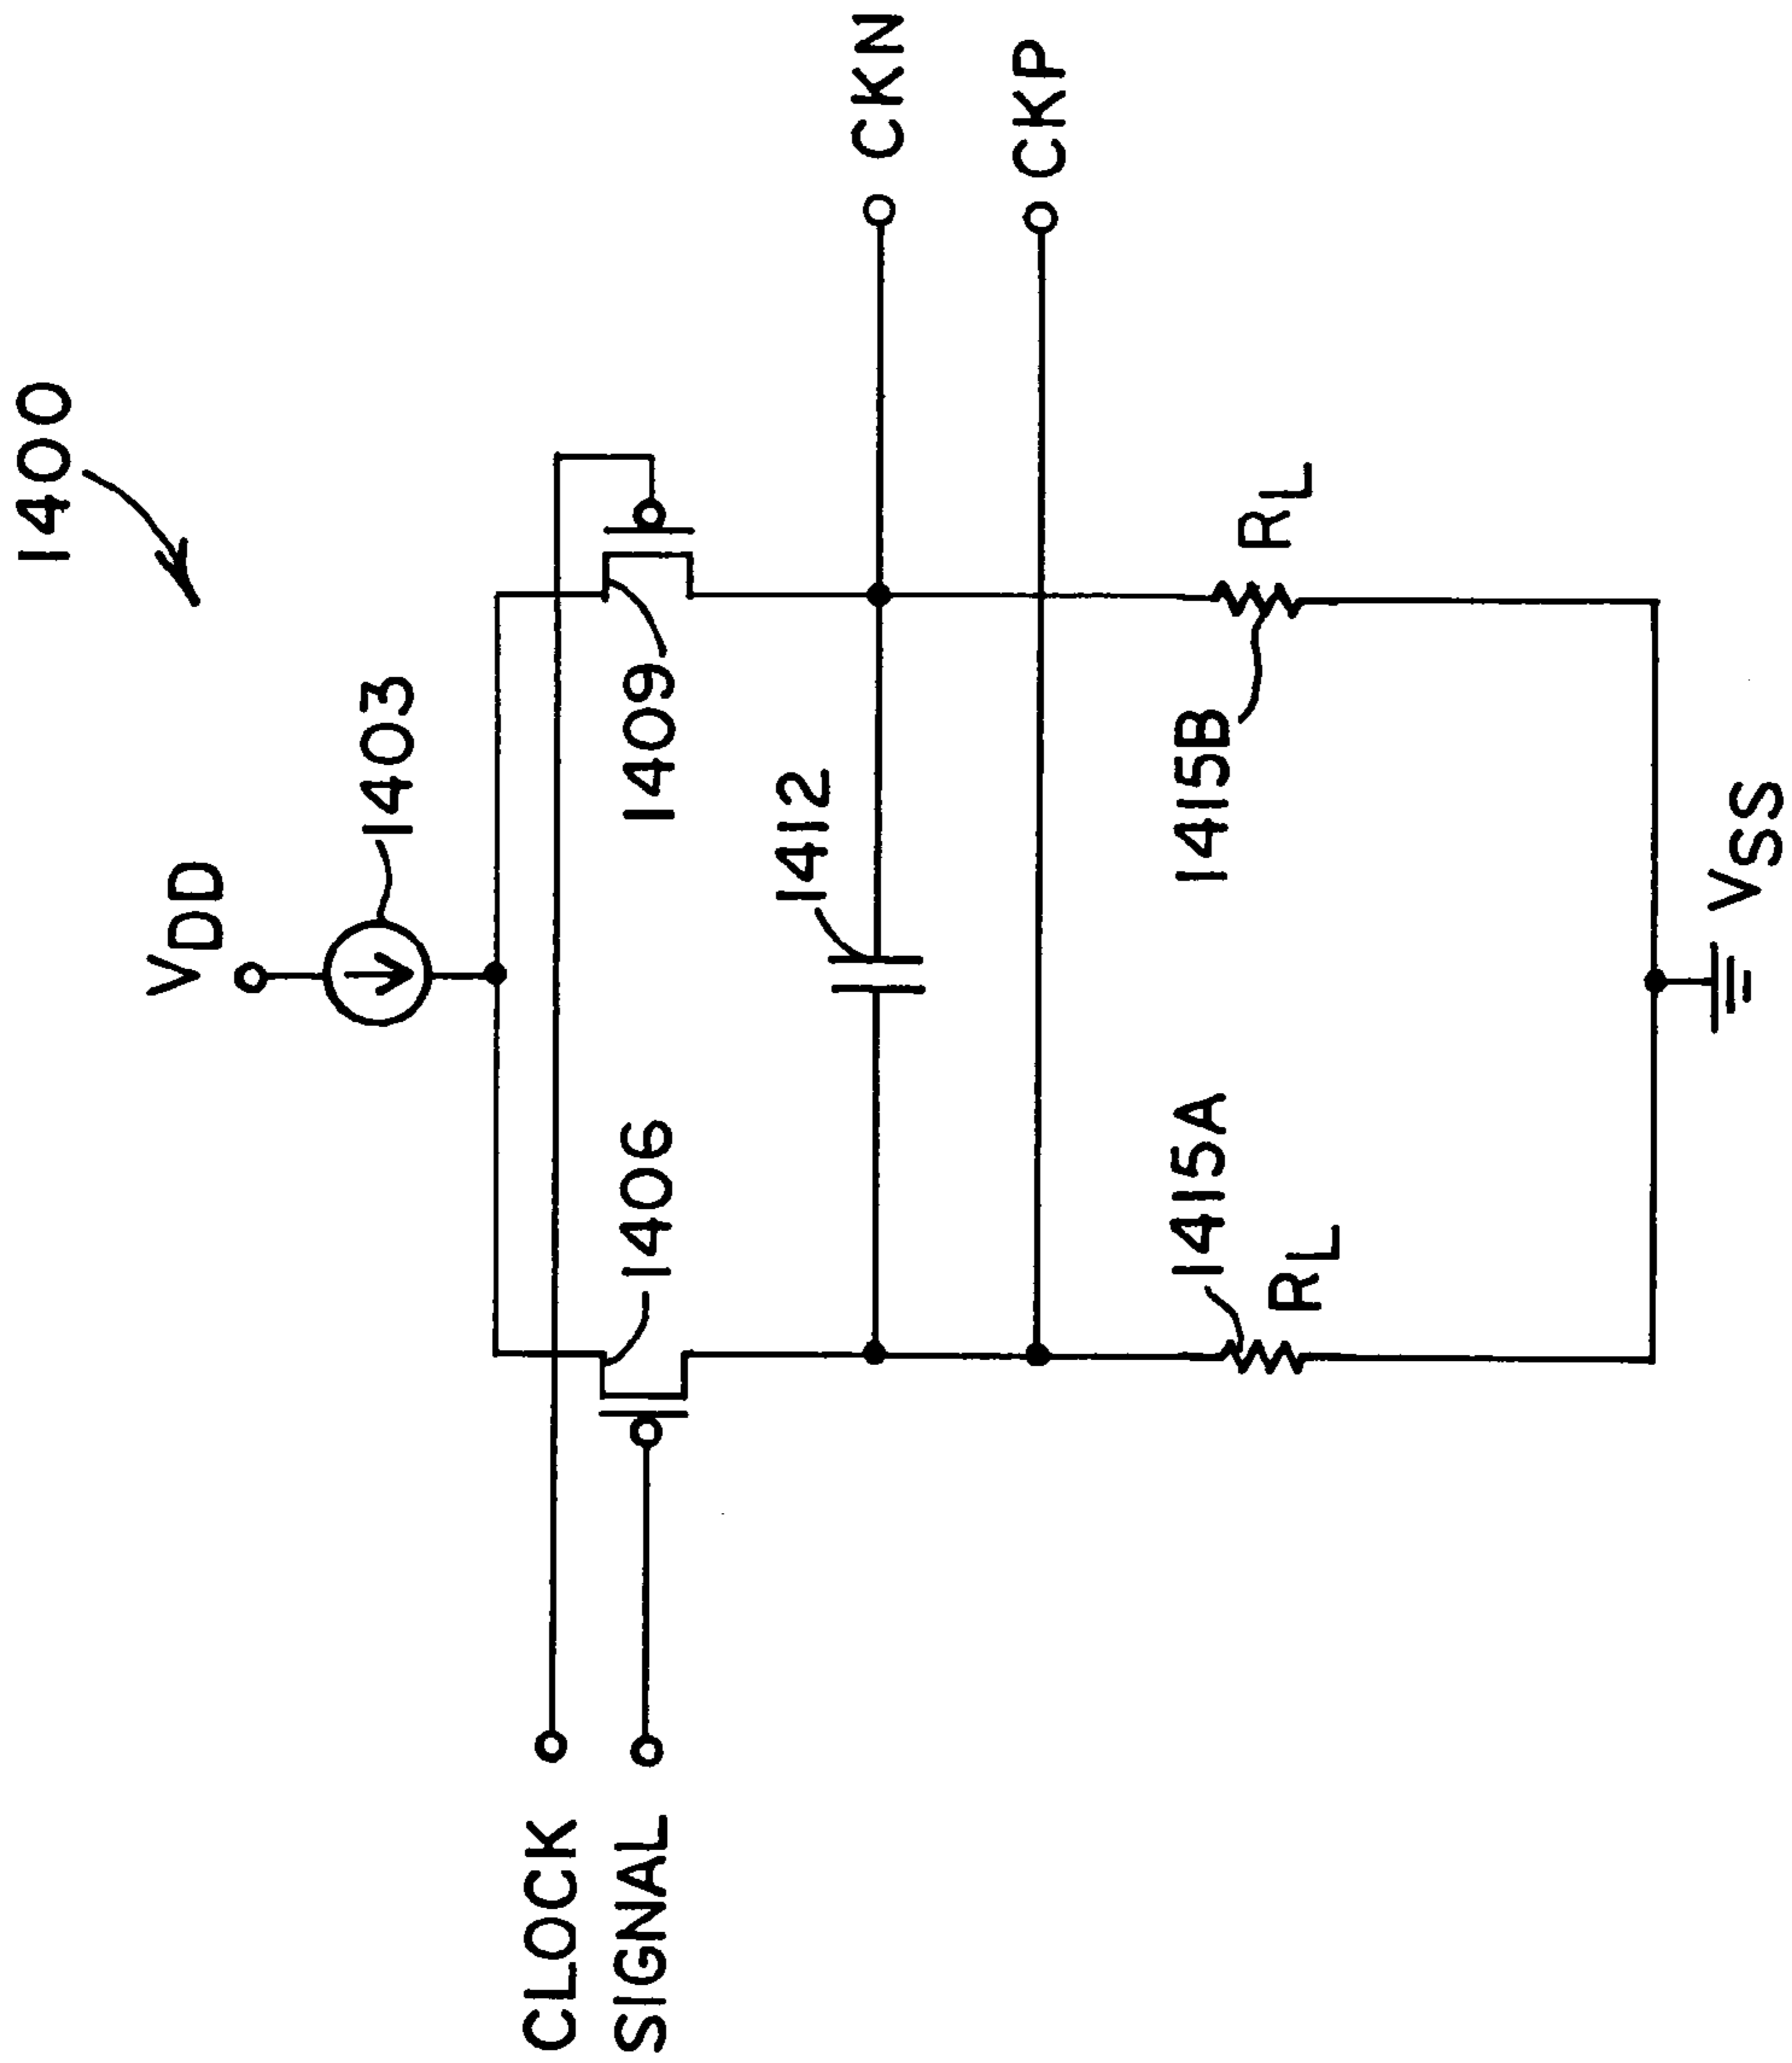 1400
VDD
1403
CLOCK
SIGNAL
1406
1409
1412
CKN
CKP
1415A
RL
1415B
RL
VSS